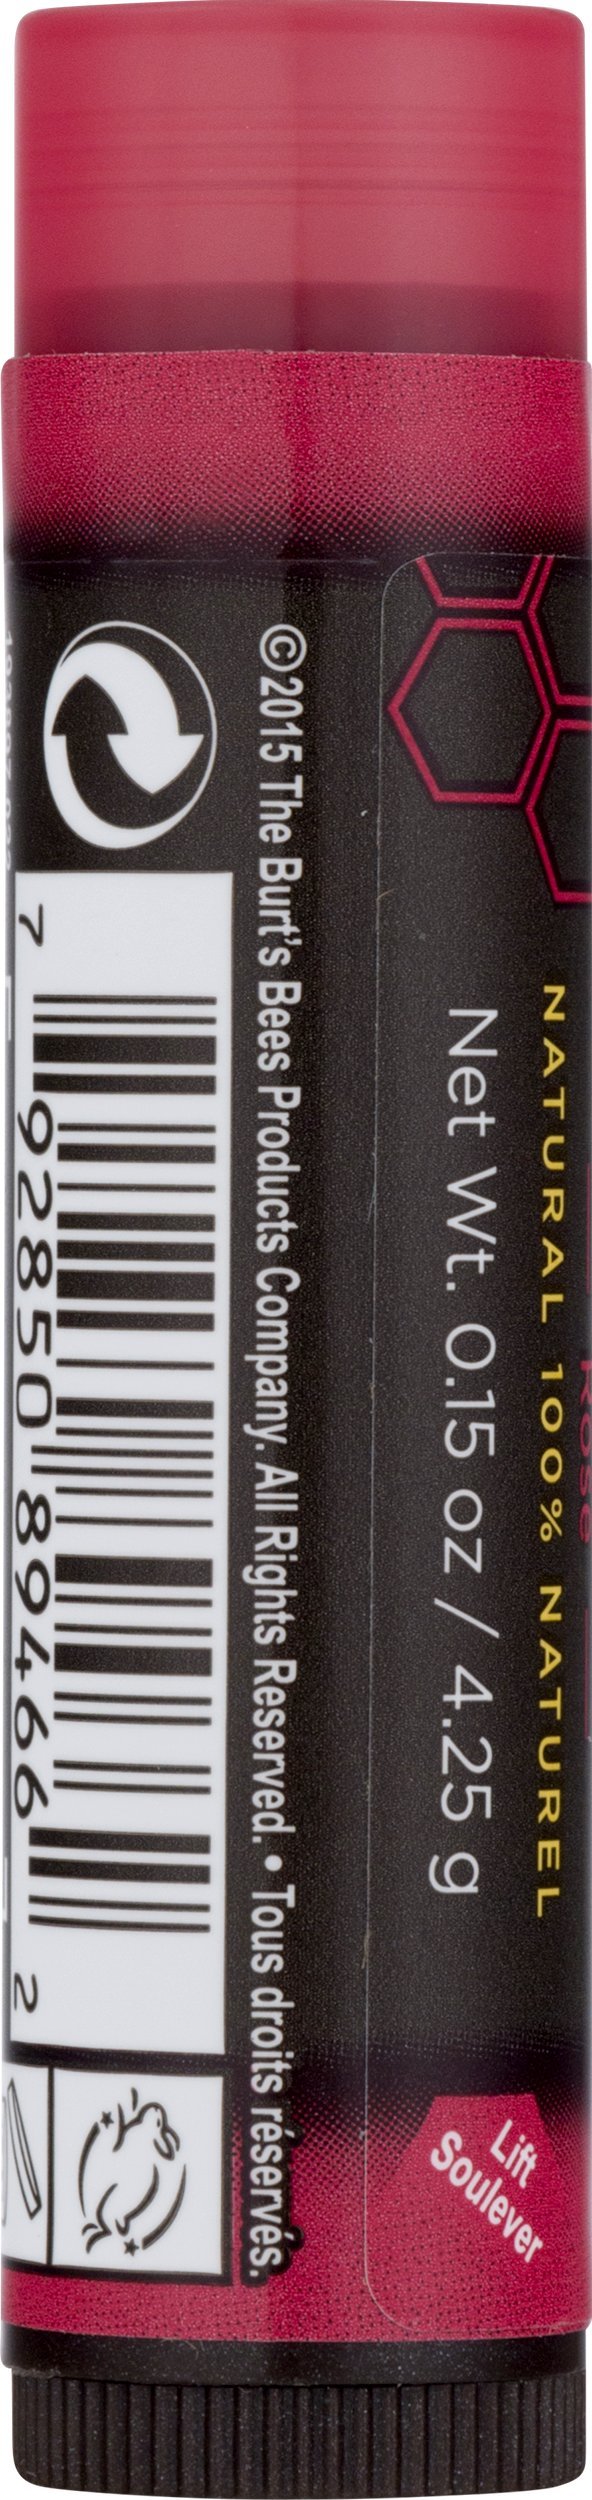 Rose
NATURAL 100% NATUREL
Net Wt. 0.15 oz / 4.25 g
Lift
Soulever
©2015 The Burt's Bees Products Company. All Rights Reserved. • Tous droits réservés.
7 92850 89466 2